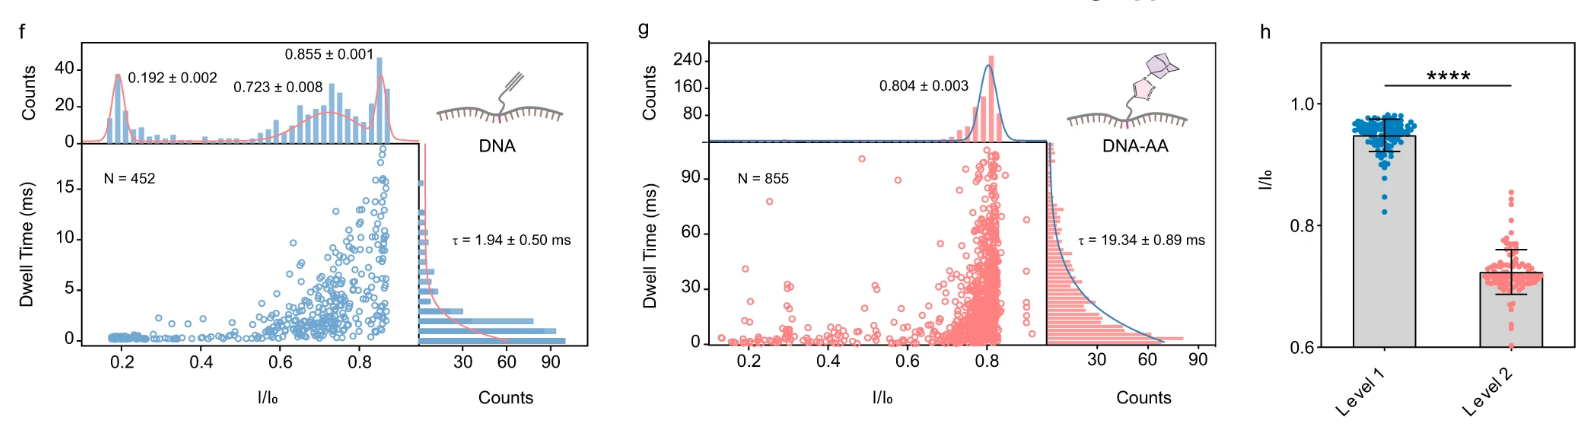 f
Counts
40
20
0
0.192 ± 0.002
0.723 ± 0.008
0.855 ± 0.001
DNA
Dwell Time (ms)
15
10
5
0
N = 452
τ = 1.94 ± 0.50 ms
0.2 0.4 0.6 0.8
30 60 90
I/I₀
Counts
g
Counts
240
160
80
0.804 ± 0.003
DNA-AA
Dwell Time (ms)
90
60
30
0
N = 855
τ = 19.34 ± 0.89 ms
0.2 0.4 0.6 0.8
30 60 90
I/I₀
Counts
h
I/I₀
1.0
0.8
0.6
****
Level 1
Level 2